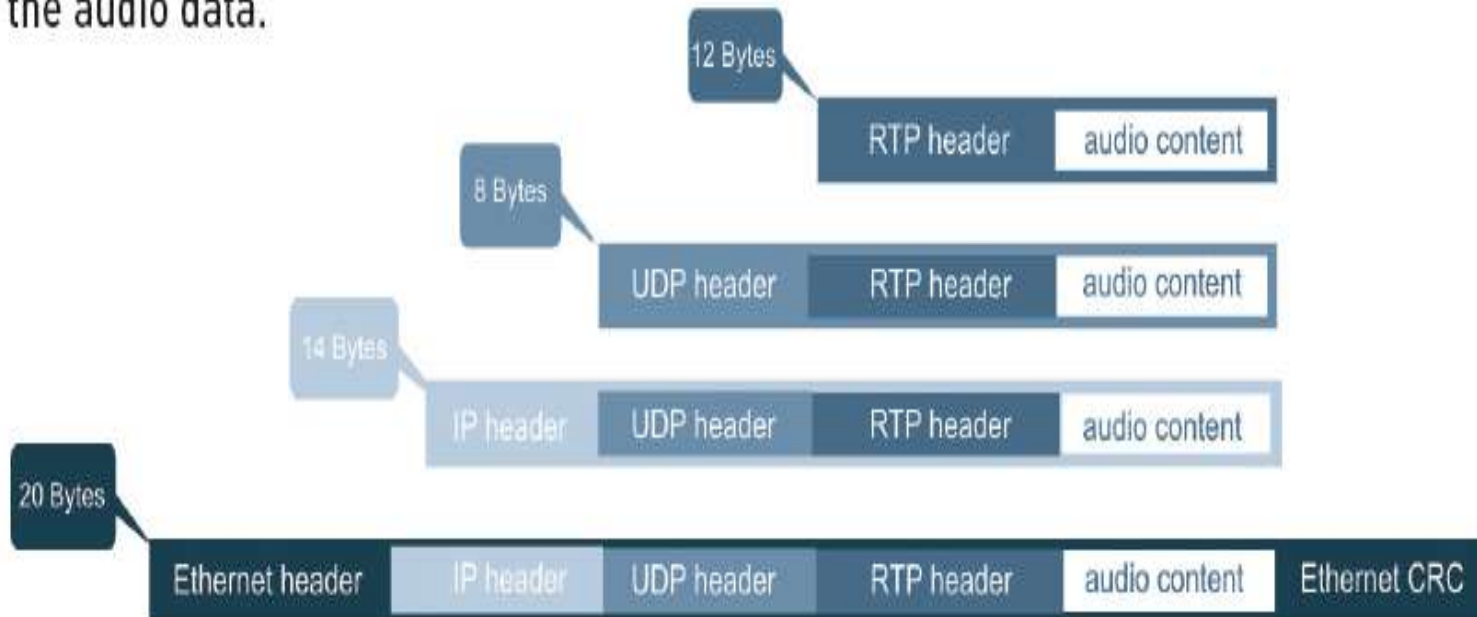 the audio data.
12 Bytes
RTP header audio content
8 Bytes
UDP header RTP header audio content
14 Bytes
IP header UDP header RTP header audio content
20 Bytes
Ethernet header IP header UDP header RTP header audio content Ethernet CRC